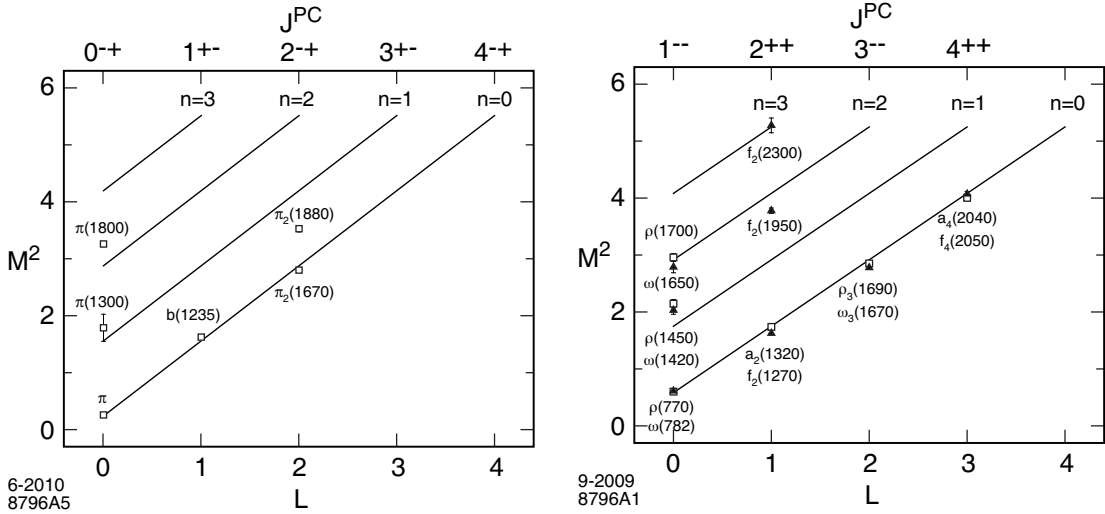 J^PC
0-+ 1+- 2-+ 3+- 4-+
6
n=3 n=2 n=1 n=0
4
π(1800)
π2(1880)
M²
π(1300)
π2(1670)
2
b(1235)
π
0
0 1 2 3 4
L
6-2010
8796A5
J^PC
1-- 2++ 3-- 4++
6
n=3 n=2 n=1 n=0
f2(2300)
4
a4(2040)
f4(2050)
ρ(1700)
f2(1950)
M²
ω(1650)
ρ3(1690)
ω3(1670)
2
ρ(1450)
ω(1420)
a2(1320)
f2(1270)
ρ(770)
ω(782)
0
0 1 2 3 4
L
9-2009
8796A1